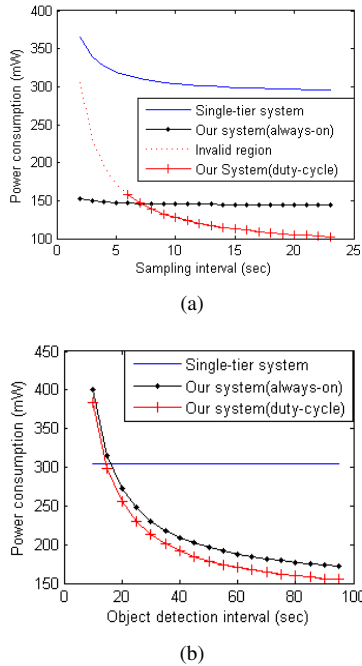 400
350
300
250
200
150
100
0 5 10 15 20 25
Power consumption (mW)
Sampling interval (sec)
Single-tier system
Our system(always-on)
Invalid region
Our System(duty-cycle)
(a)
450
400
350
300
250
200
150
0 20 40 60 80 100
Power consumption (mW)
Object detection interval (sec)
Single-tier system
Our system(always-on)
Our system(duty-cycle)
(b)